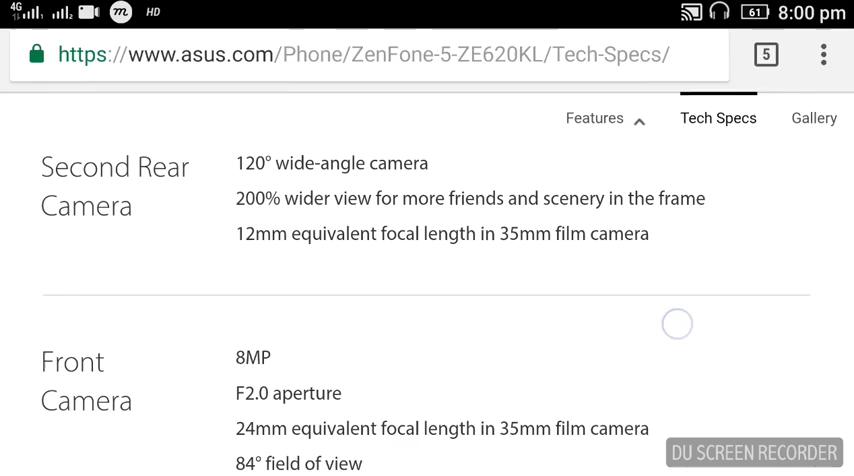 4G HD 61 8:00 pm
https://www.asus.com/Phone/ZenFone-5-ZE620KL/Tech-Specs/ 5
Features Tech Specs Gallery
Second Rear Camera
120° wide-angle camera
200% wider view for more friends and scenery in the frame
12mm equivalent focal length in 35mm film camera
Front Camera
8MP
F2.0 aperture
24mm equivalent focal length in 35mm film camera
84° field of view
DU SCREEN RECORDER